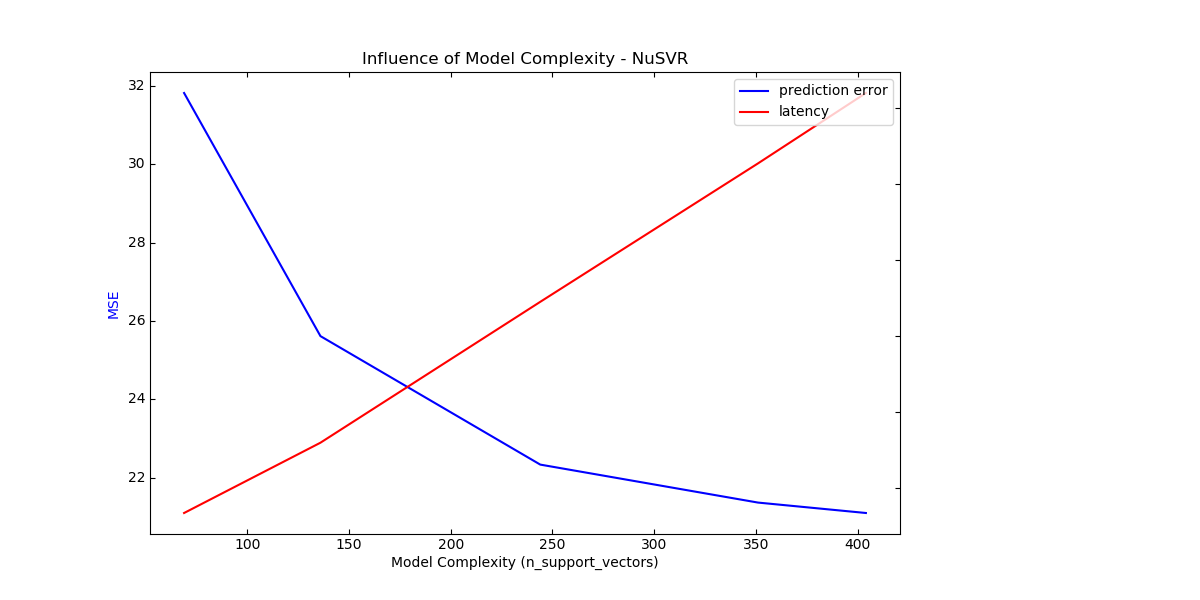 Influence of Model Complexity - NuSVR
prediction error
latency
32
30
28
26
24
22
MSE
100 150 200 250 300 350 400
Model Complexity (n_support_vectors)